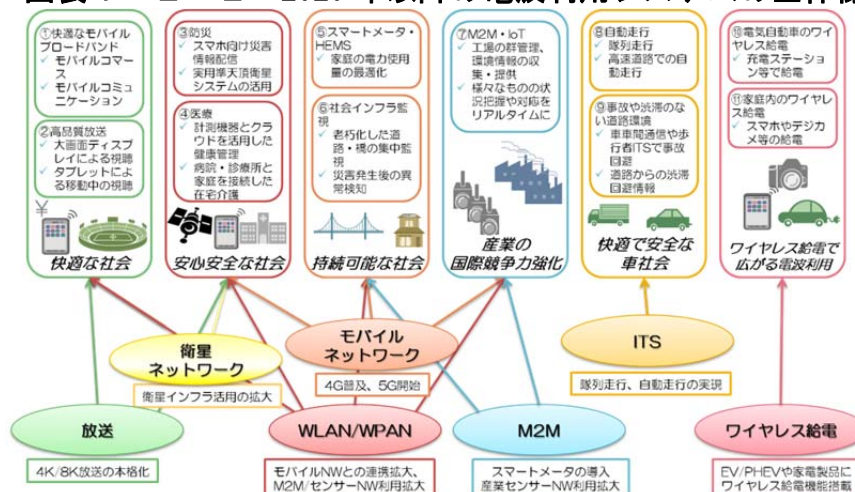 ①快適なモバイル
ブロードバンド
✓ モバイルコマー
ス
✓ モバイルコミュ
ニケーション
②高品質放送
✓ 大画面ディスプ
レイによる視聴
✓ タブレットによ
る移動中の視聴
¥
快適な社会
③防災
✓ スマホ向け災害
情報配信
✓ 実用準天頂衛星
システムの活用
④医療
✓ 計測機器とクラ
ウドを活用した
健康管理
✓ 病院・診療所と
家庭を接続した
在宅介護
安心安全な社会
⑤スマートメータ・
HEMS
✓ 家庭の電力使用
量の最適化
⑥社会インフラ監
視
✓ 老朽化した道
路・橋の集中監
視
✓ 災害発生後の異
常検知
持続可能な社会
⑦M2M・IoT
✓ 工場の群管理、
環境情報の収
集・提供
✓ 様々なものの状
況把握や対応を
リアルタイムに
産業の
国際競争力強化
⑧自動走行
✓ 隊列走行
✓ 高速道路での自
動走行
⑨事故や渋滞のな
い道路環境
✓ 車車間通信や歩
行者ITSで事故
回避
✓ 道路からの渋滞
回避情報
快適で安全な
車社会
⑩電気自動車のワイ
ヤレス給電
✓ 充電ステーショ
ン等で給電
⑪家庭内のワイヤレ
ス給電
✓ スマホやデジカ
メ等の給電
ワイヤレス給電で
広がる電波利用
衛星
ネットワーク
衛星インフラ活用の拡大
モバイル
ネットワーク
4G普及、5G開始
ITS
隊列走行、自動走行の実現
放送
4K/8K放送の本格化
WLAN/WPAN
モバイルNWとの連携拡大、
M2M/センサーNW利用拡大
M2M
スマートメータの導入
産業センサーNW利用拡大
ワイヤレス給電
EV/PHEVや家電製品に
ワイヤレス給電機能搭載